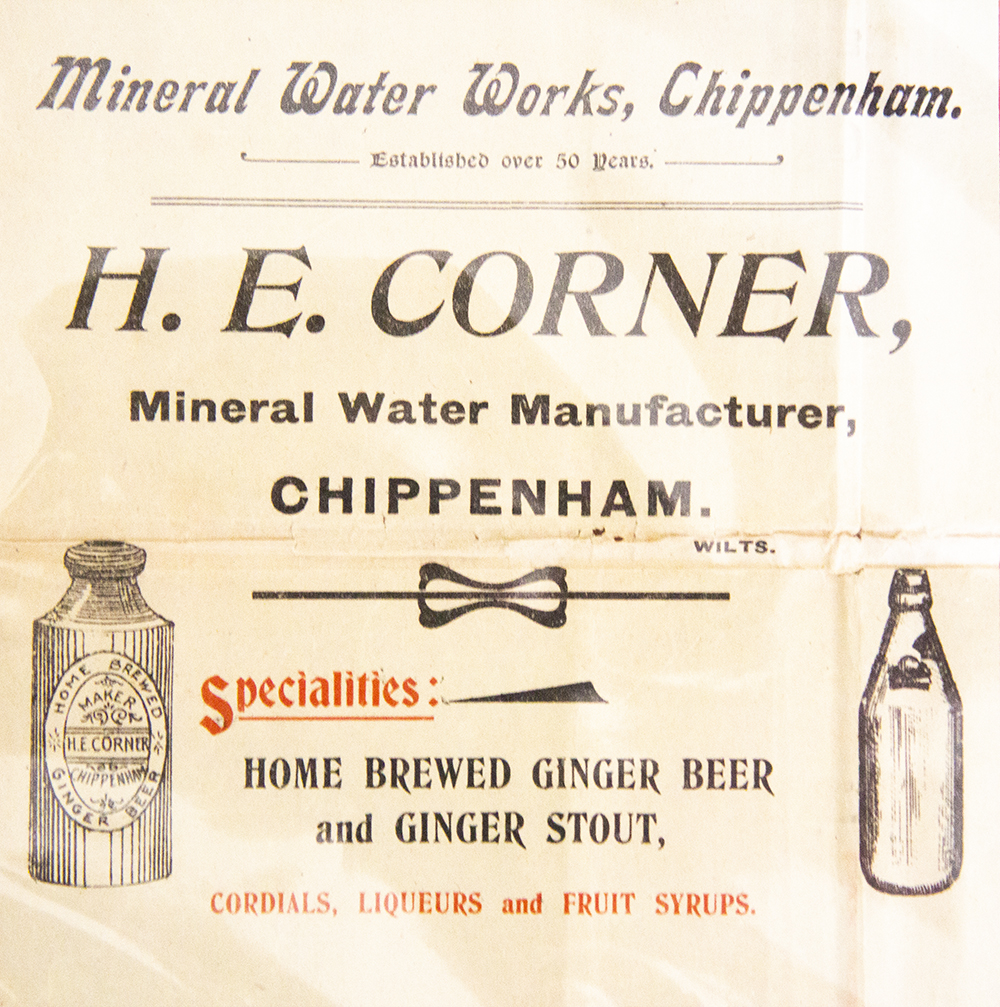 Mineral Water Works, Chippenham.
Established over 50 Years.
H. E. CORNER,
Mineral Water Manufacturer,
CHIPPENHAM.
WILTS.
HOME BREWED
MAKER
H.E CORNER
CHIPPENHAM
GINGER BEER
Specialities:
HOME BREWED GINGER BEER
and GINGER STOUT,
CORDIALS, LIQUEURS and FRUIT SYRUPS.